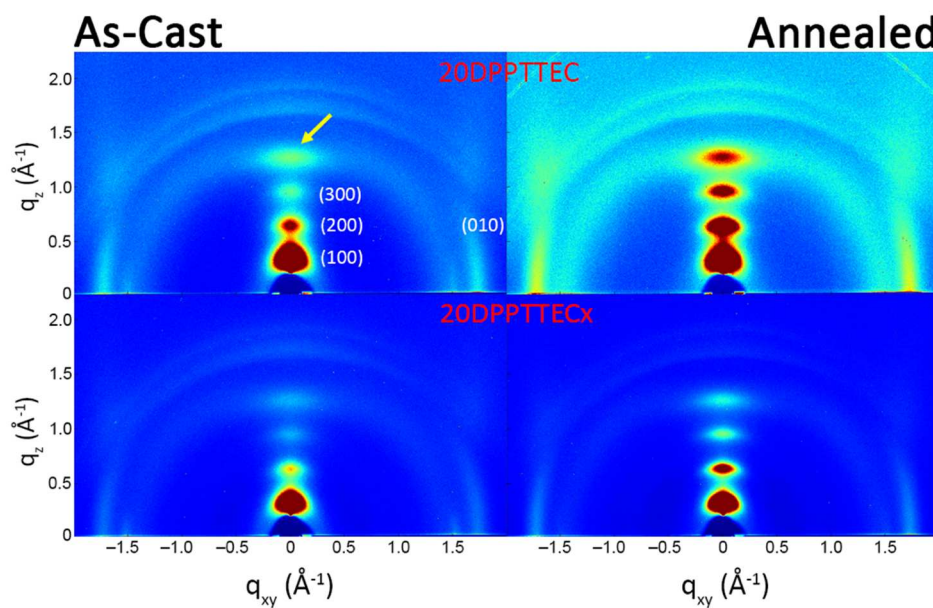 As-Cast
Annealed
20DPPTTEC
2.0
1.5
1.0
0.5
0
q_z (Å⁻¹)
(300)
(200)
(100)
(010)
20DPPTTECx
2.0
1.5
1.0
0.5
0
q_z (Å⁻¹)
−1.5 −1.0 −0.5 0 0.5 1.0 1.5
−1.5 −1.0 −0.5 0 0.5 1.0 1.5
q_xy (Å⁻¹)
q_xy (Å⁻¹)